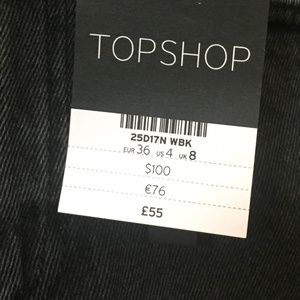 TOPSHOP
25D17N WBK
EUR 36 US 4 UK 8
$100
€76
£55